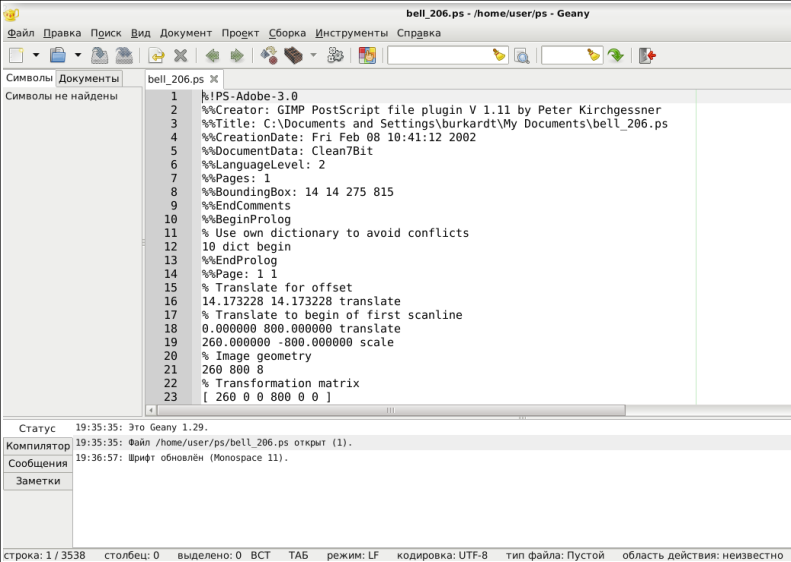 bell_206.ps - /home/user/ps - Geany
Файл Правка Поиск Вид Документ Проект Сборка Инструменты Справка
Символы Документы
Символы не найдены
bell_206.ps
1 %!PS-Adobe-3.0
2 %%Creator: GIMP PostScript file plugin V 1.11 by Peter Kirchgessner
3 %%Title: C:\Documents and Settings\burkardt\My Documents\bell_206.ps
4 %%CreationDate: Fri Feb 08 10:41:12 2002
5 %%DocumentData: Clean7Bit
6 %%LanguageLevel: 2
7 %%Pages: 1
8 %%BoundingBox: 14 14 275 815
9 %%EndComments
10 %%BeginProlog
11 % Use own dictionary to avoid conflicts
12 10 dict begin
13 %%EndProlog
14 %%Page: 1 1
15 % Translate for offset
16 14.173228 14.173228 translate
17 % Translate to begin of first scanline
18 0.000000 800.000000 translate
19 260.000000 -800.000000 scale
20 % Image geometry
21 260 800 8
22 % Transformation matrix
23 [ 260 0 0 800 0 0 ]
Статус
Компилятор
Сообщения
Заметки
19:35:35: Это Geany 1.29.
19:35:35: Файл /home/user/ps/bell_206.ps открыт (1).
19:36:57: Шрифт обновлён (Monospace 11).
строка: 1 / 3538 столбец: 0 выделено: 0 ВСТ ТАБ режим: LF кодировка: UTF-8 тип файла: Пустой область действия: неизвестно